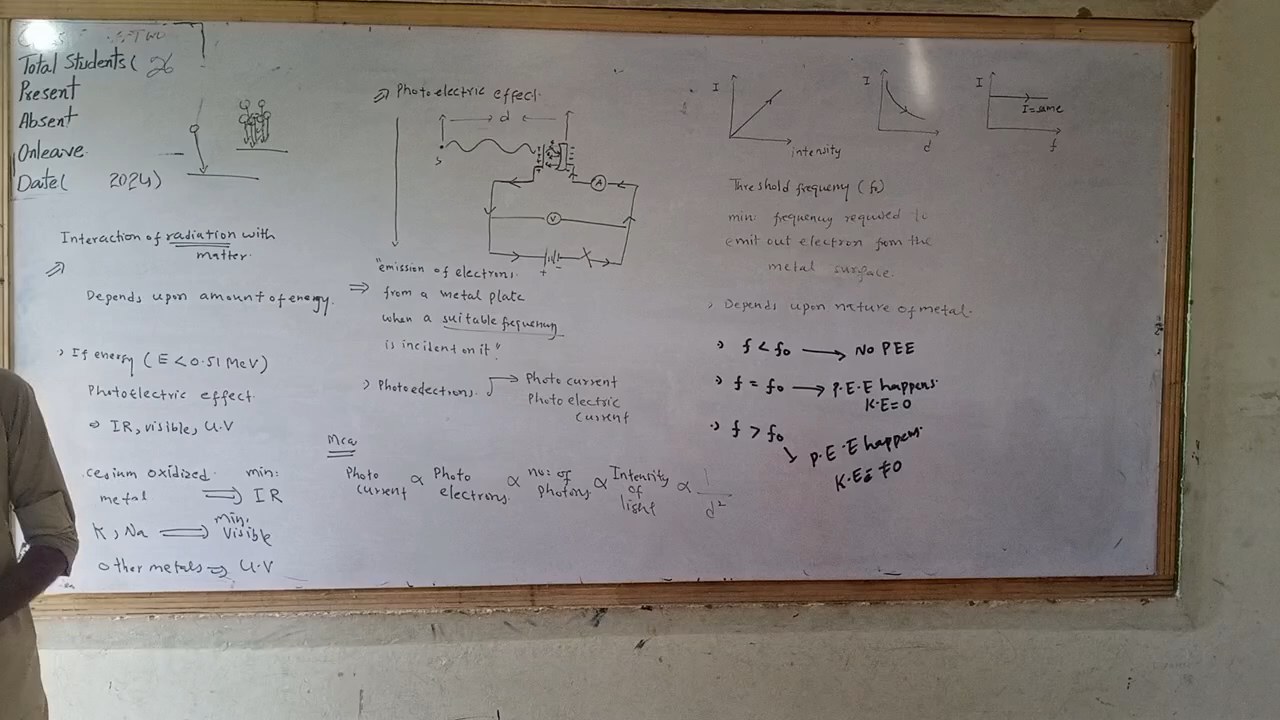 TWO
Total Students ( 26
Present
Absent
Onleave
Date( 2024)
Interaction of radiation with
matter.
⇒
Depends upon amount of energy.
If energy (E < 0.51 MeV)
Photoelectric effect.
⇒ IR, visible, U.V
cesium oxidized min:
metal ⇒ IR
K, Na ⇒ min: Visible
other metals ⇒ U.V
⇒ Photoelectric effect.
d
S
A
V
+ -
⇒ "emission of electrons.
from a metal plate
when a suitable frequency
is incident on it".
Photoelectrons. → Photo current
Photo electric
current
Mcq
Photo current ∝ Photo electrons. ∝ no: of photons ∝ Intensity of light ∝ 1/d²
I
intensity
I
d
I
I = same
f
Threshold frequency (f₀)
min: frequency required to
emit out electron from the
metal surface.
Depends upon nature of metal.
f < f₀ → NO PEE
f = f₀ → P.E.E happens.
K.E = 0
f > f₀
P.E.E happens.
K.E ≠ 0